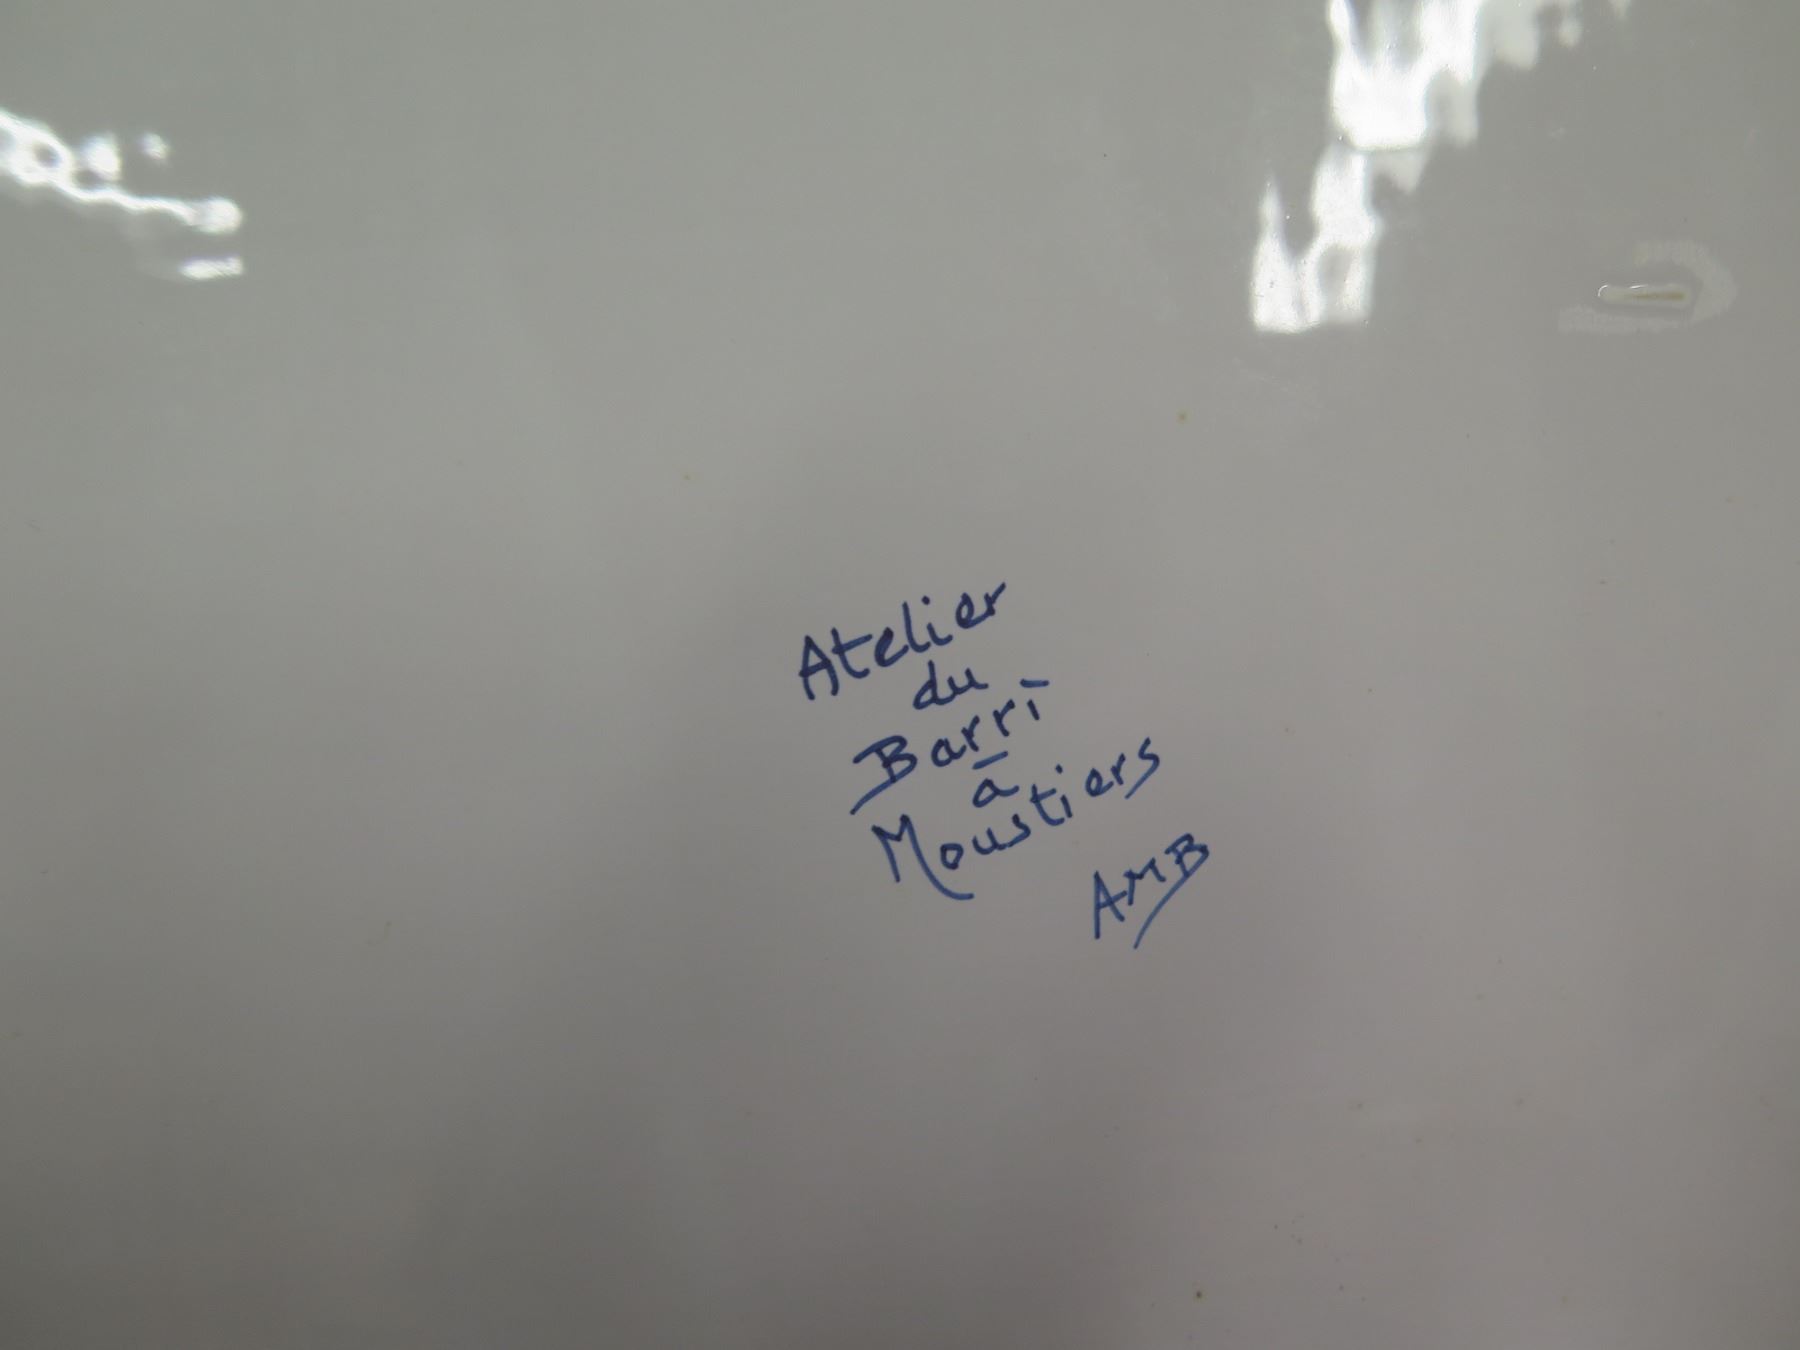 Atelier
du
Barri
à
Moustiers
AMB